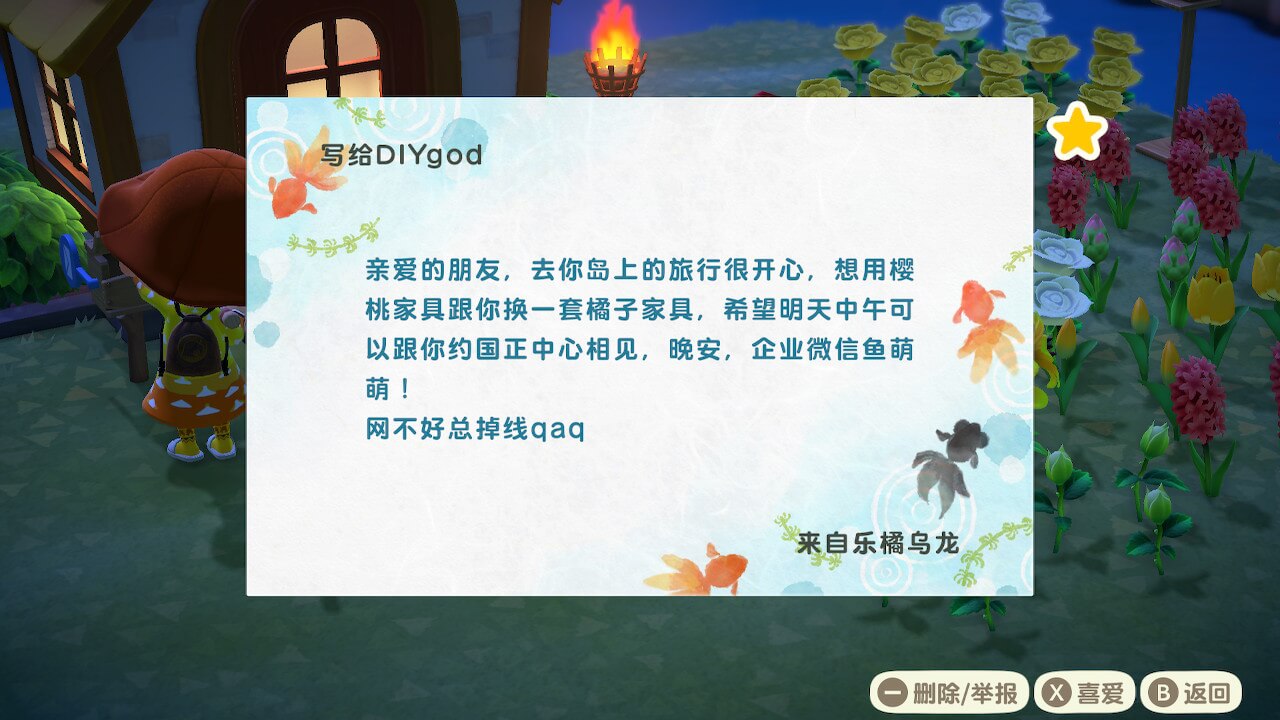 写给DIYgod
亲爱的朋友，去你岛上的旅行很开心，想用樱
桃家具跟你换一套橘子家具，希望明天中午可
以跟你约国正中心相见，晚安，企业微信鱼萌
萌！
网不好总掉线qaq
来自乐橘乌龙
−删除/举报 X喜爱 B返回